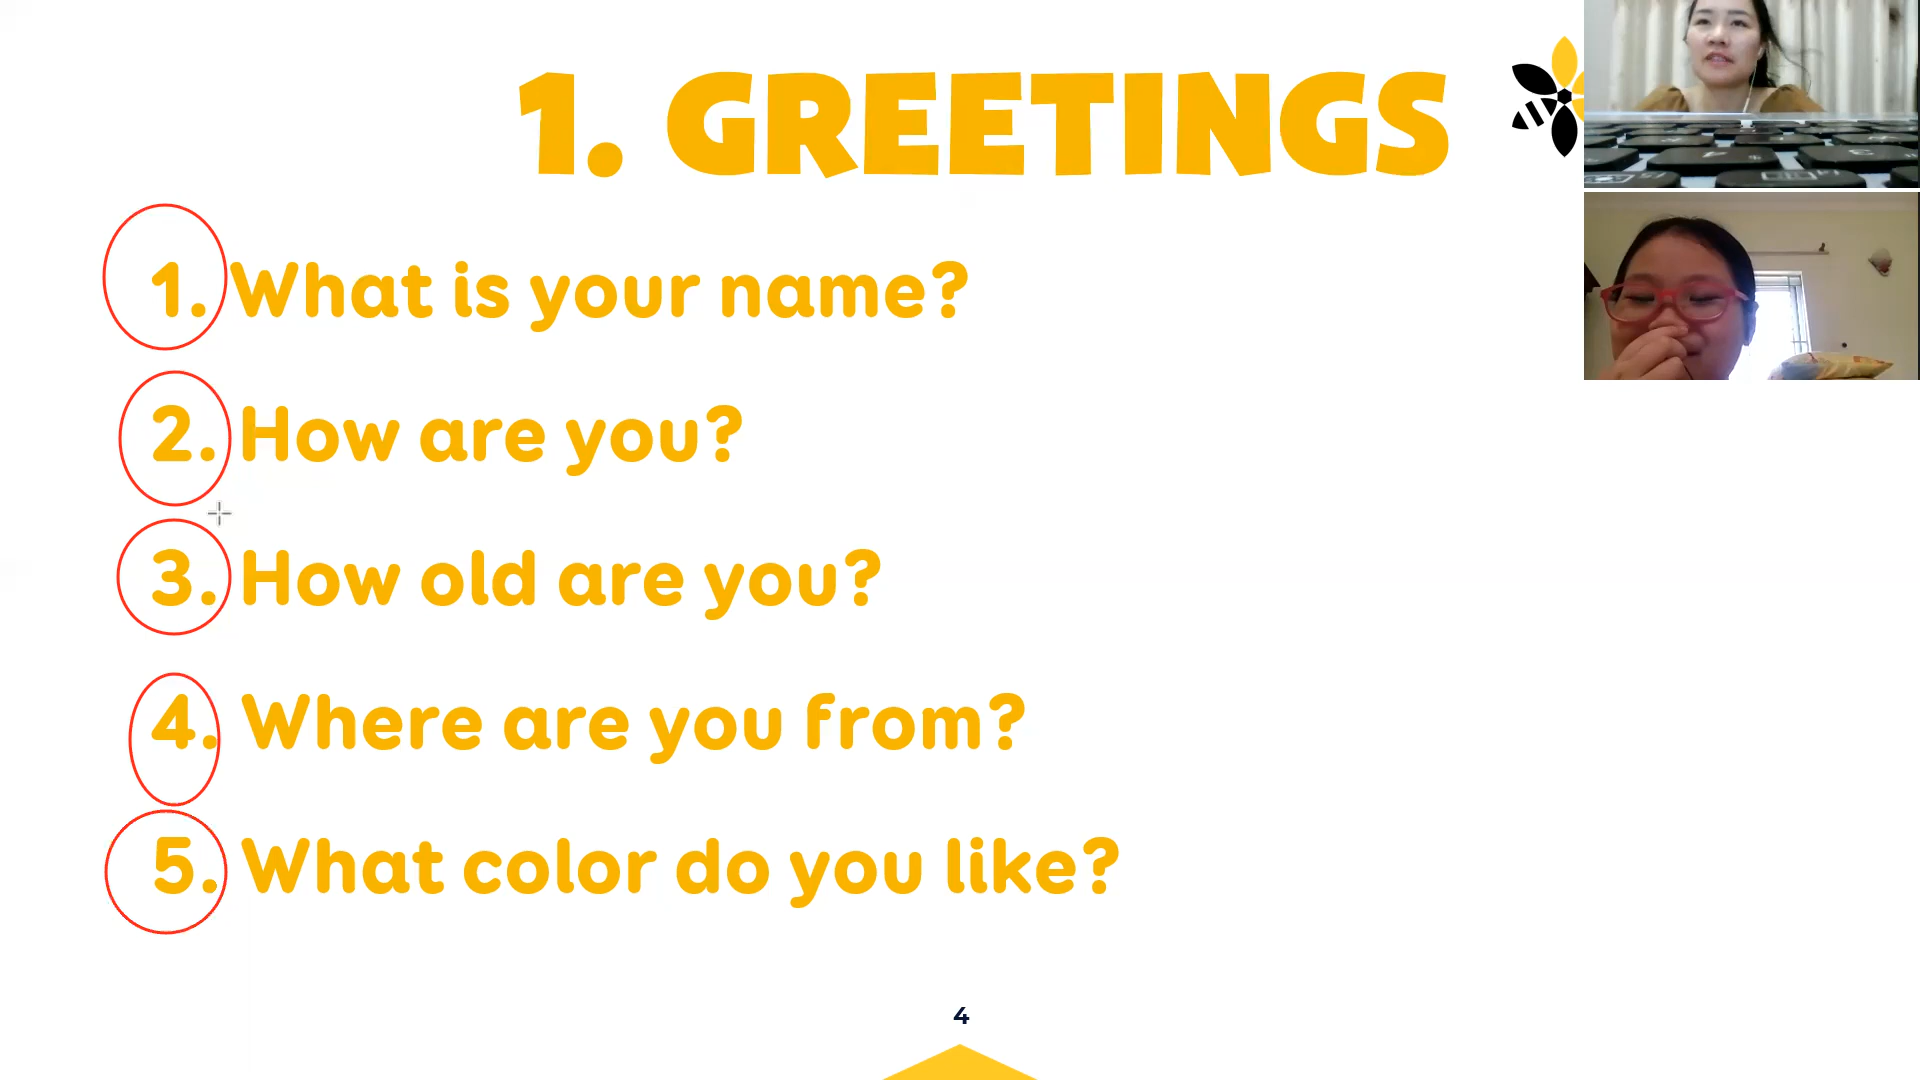 1. GREETINGS
1. What is your name?
2. How are you?
3. How old are you?
4. Where are you from?
5. What color do you like?
4